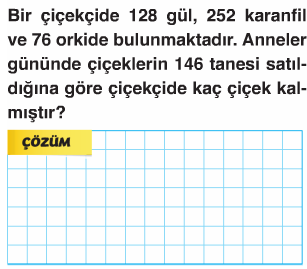 Bir çiçekçide 128 gül, 252 karanfil
ve 76 orkide bulunmaktadır. Anneler
gününde çiçeklerin 146 tanesi satıl-
dığına göre çiçekçide kaç çiçek kal-
mıştır?
ÇÖZÜM